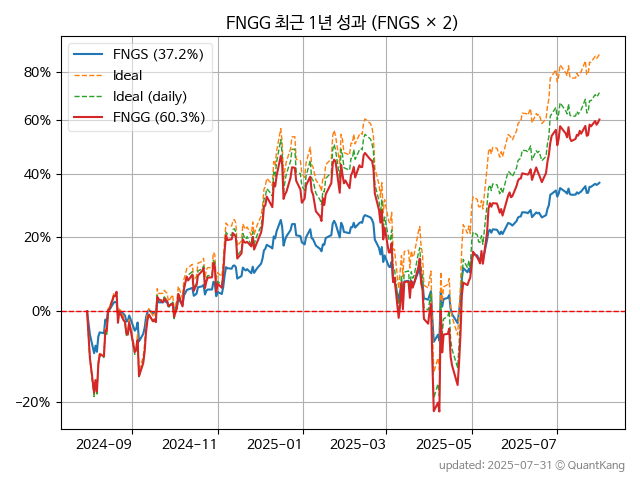 FNGG 최근 1년 성과 (FNGS × 2)
FNGS (37.2%)
Ideal
Ideal (daily)
FNGG (60.3%)
80%
60%
40%
20%
0%
−20%
2024−09
2024−11
2025−01
2025−03
2025−05
2025−07
updated: 2025-07-31 © QuantKang